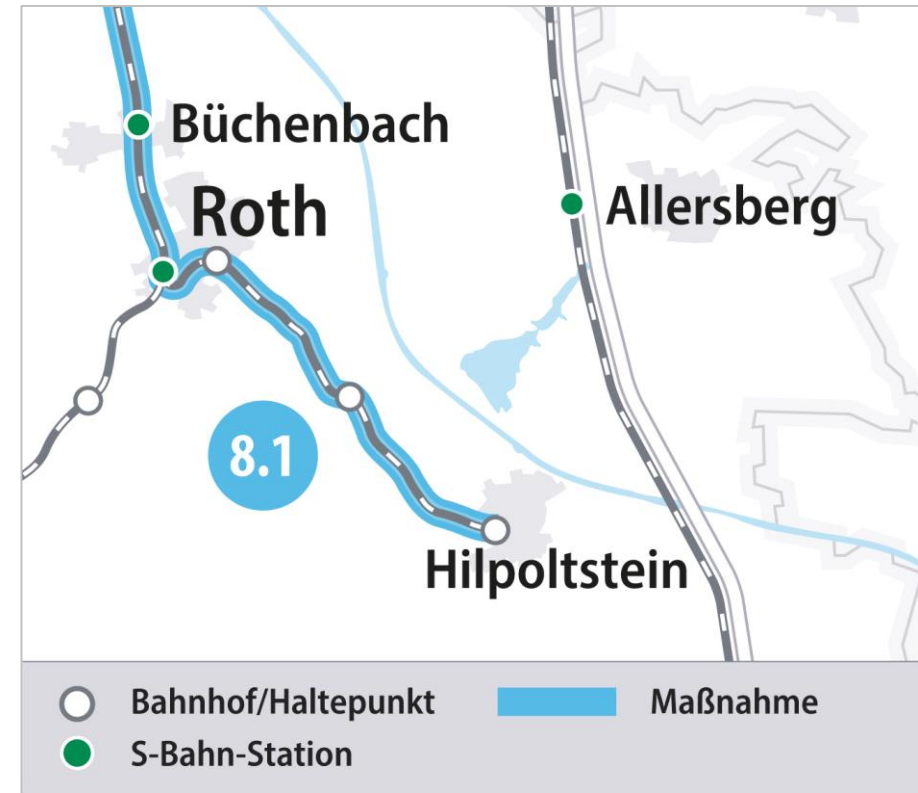 Büchenbach
Roth
Allersberg
8.1
Hilpoltstein
Bahnhof/Haltepunkt
Maßnahme
S-Bahn-Station